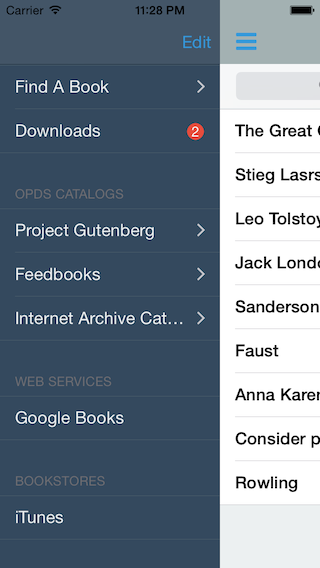 Carrier 11:28 PM
Edit
Find A Book
Downloads 2
OPDS CATALOGS
Project Gutenberg
Feedbooks
Internet Archive Cat...
WEB SERVICES
Google Books
BOOKSTORES
iTunes
The Great
Stieg Lasrs
Leo Tolstoy
Jack Londo
Sanderson
Faust
Anna Karen
Consider p
Rowling